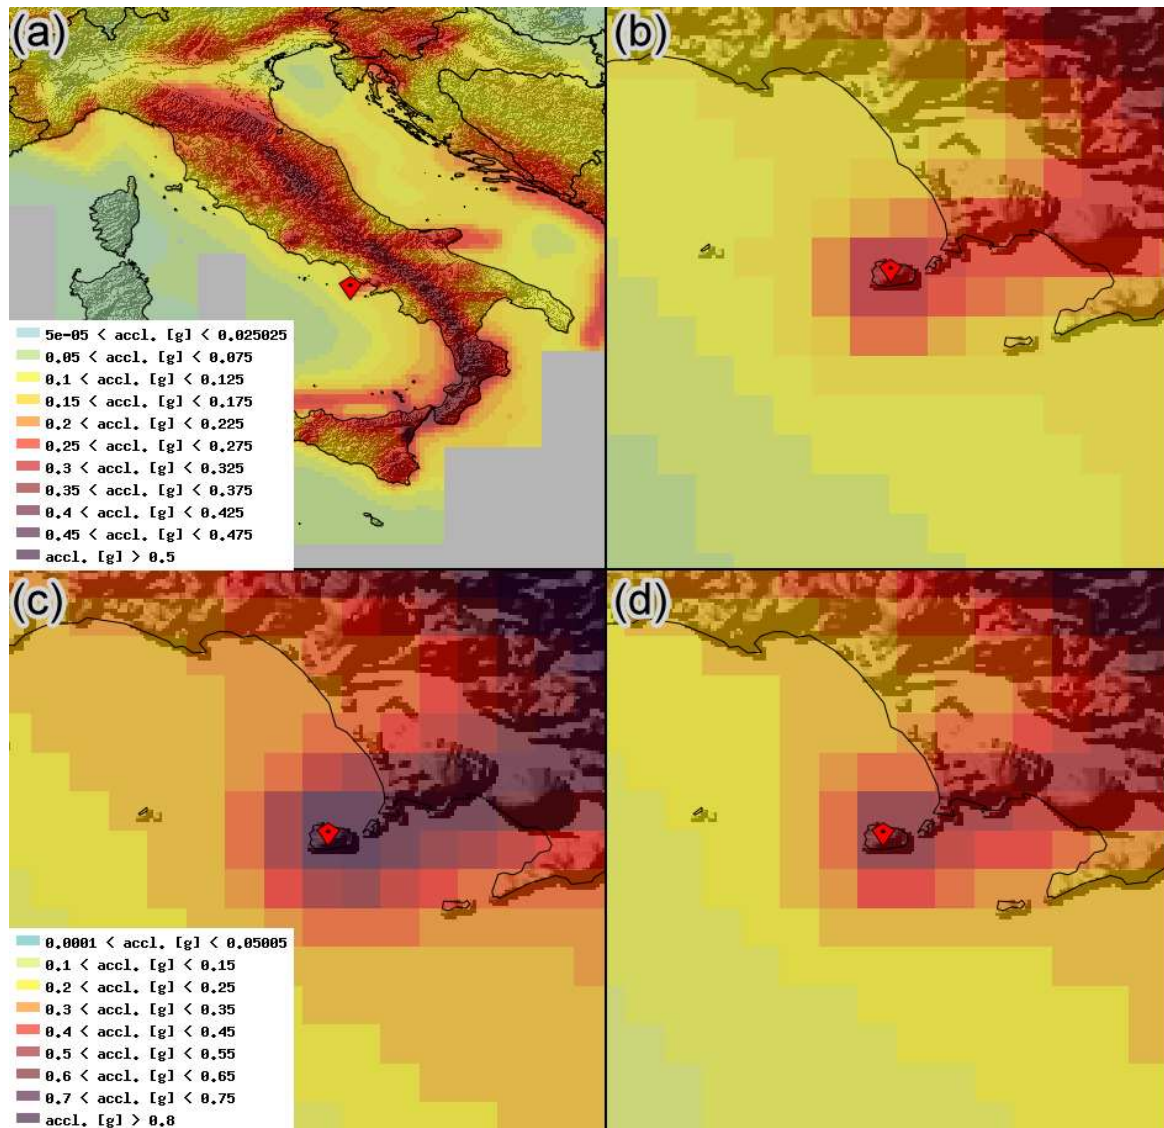 (a)
(b)
5e-05 < accl. [g] < 0.025025
0.05 < accl. [g] < 0.075
0.1 < accl. [g] < 0.125
0.15 < accl. [g] < 0.175
0.2 < accl. [g] < 0.225
0.25 < accl. [g] < 0.275
0.3 < accl. [g] < 0.325
0.35 < accl. [g] < 0.375
0.4 < accl. [g] < 0.425
0.45 < accl. [g] < 0.475
accl. [g] > 0.5
(c)
(d)
0.0001 < accl. [g] < 0.05005
0.1 < accl. [g] < 0.15
0.2 < accl. [g] < 0.25
0.3 < accl. [g] < 0.35
0.4 < accl. [g] < 0.45
0.5 < accl. [g] < 0.55
0.6 < accl. [g] < 0.65
0.7 < accl. [g] < 0.75
accl. [g] > 0.8